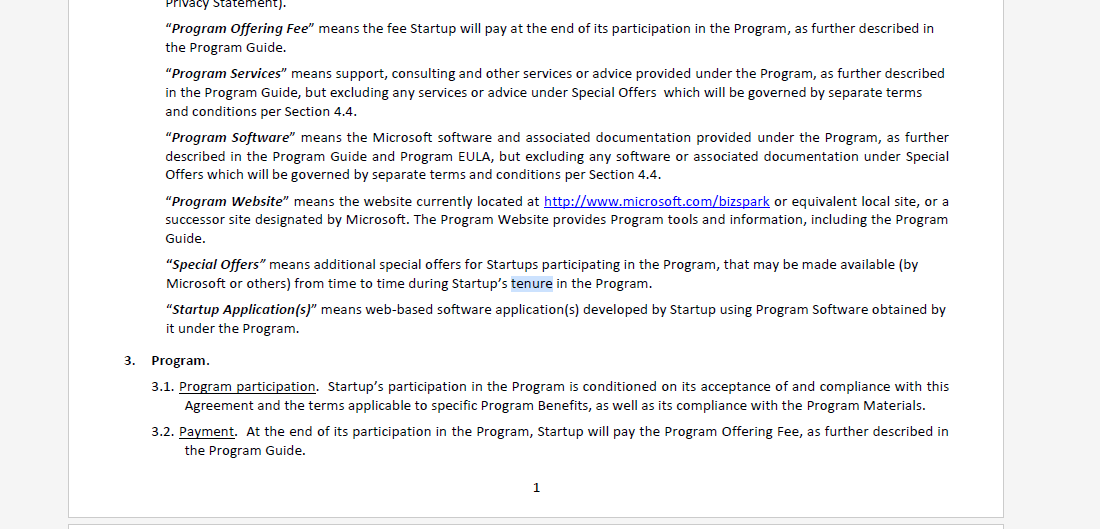 Privacy Statement).
“Program Offering Fee” means the fee Startup will pay at the end of its participation in the Program, as further described in
the Program Guide.
“Program Services” means support, consulting and other services or advice provided under the Program, as further described
in the Program Guide, but excluding any services or advice under Special Offers  which will be governed by separate terms
and conditions per Section 4.4.
“Program Software” means the Microsoft software and associated documentation provided under the Program, as further
described in the Program Guide and Program EULA, but excluding any software or associated documentation under Special
Offers which will be governed by separate terms and conditions per Section 4.4.
“Program Website” means the website currently located at http://www.microsoft.com/bizspark or equivalent local site, or a
successor site designated by Microsoft. The Program Website provides Program tools and information, including the Program
Guide.
“Special Offers” means additional special offers for Startups participating in the Program, that may be made available (by
Microsoft or others) from time to time during Startup’s tenure in the Program.
“Startup Application(s)” means web-based software application(s) developed by Startup using Program Software obtained by
it under the Program.
3. Program.
3.1. Program participation.  Startup’s participation in the Program is conditioned on its acceptance of and compliance with this
Agreement and the terms applicable to specific Program Benefits, as well as its compliance with the Program Materials.
3.2. Payment.  At the end of its participation in the Program, Startup will pay the Program Offering Fee, as further described in
the Program Guide.
1